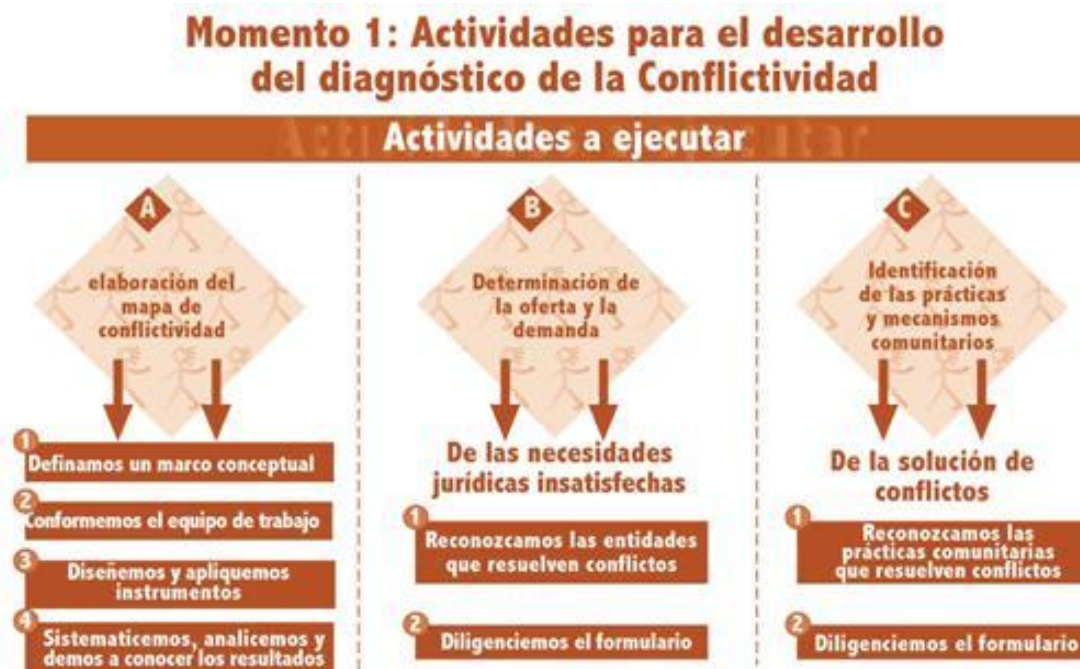 Momento 1: Actividades para el desarrollo
del diagnóstico de la Conflictividad
Actividades a ejecutar
A
elaboración del
mapa de
conflictividad
1
Definamos un marco conceptual
2
Conformemos el equipo de trabajo
3
Diseñemos y apliquemos
instrumentos
4
Sistematicemos, analicemos y
demos a conocer los resultados
B
Determinación de
la oferta y la
demanda
De las necesidades
jurídicas insatisfechas
1
Reconozcamos las entidades
que resuelven conflictos
2
Diligenciemos el formulario
C
Identificación
de las prácticas
y mecanismos
comunitarios
De la solución de
conflictos
1
Reconozcamos las
prácticas comunitarias
que resuelven conflictos
2
Diligenciemos el formulario